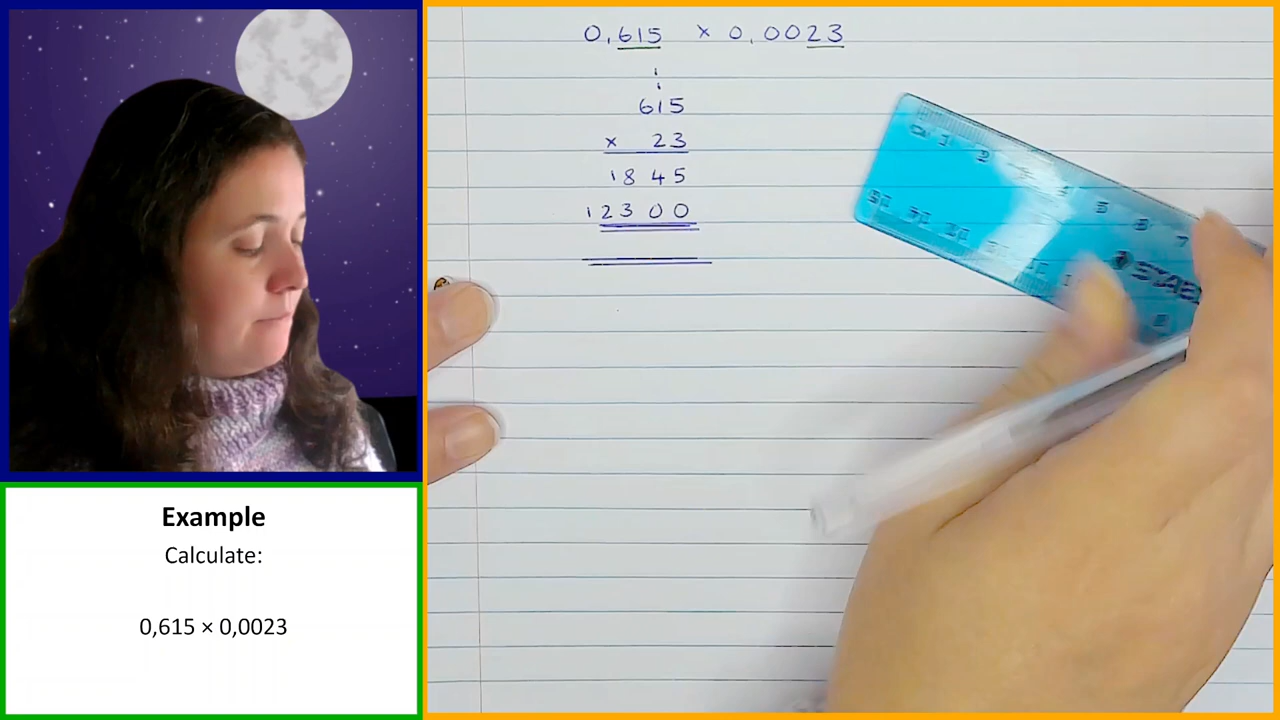 0,615 × 0,0023
615
× 23
1845
12300
Example
Calculate:
0,615 × 0,0023